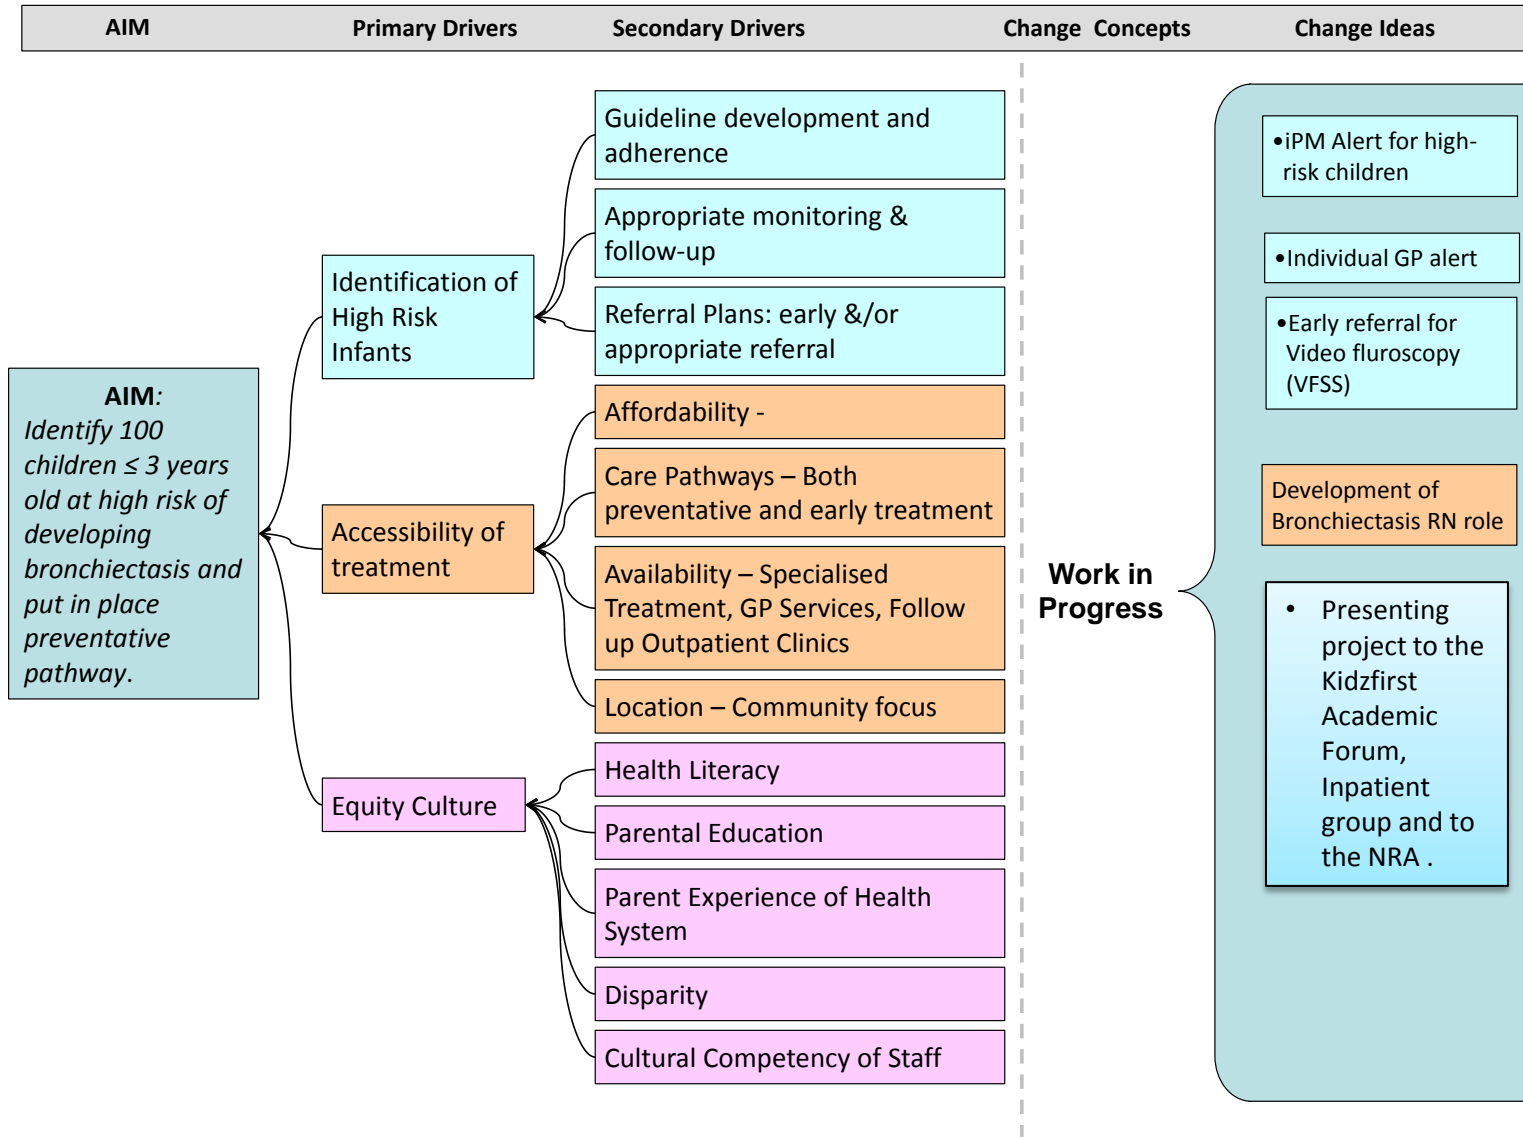 AIM
Primary Drivers
Secondary Drivers
Change  Concepts
Change Ideas
AIM:
Identify 100
children ≤ 3 years
old at high risk of
developing
bronchiectasis and
put in place
preventative
pathway.
Identification of
High Risk
Infants
Accessibility of
treatment
Equity Culture
Guideline development and
adherence
Appropriate monitoring &
follow-up
Referral Plans: early &/or
appropriate referral
Affordability -
Care Pathways – Both
preventative and early treatment
Availability – Specialised
Treatment, GP Services, Follow
up Outpatient Clinics
Location – Community focus
Health Literacy
Parental Education
Parent Experience of Health
System
Disparity
Cultural Competency of Staff
Work in
Progress
•iPM Alert for high-
risk children
•Individual GP alert
•Early referral for
Video fluroscopy
(VFSS)
Development of
Bronchiectasis RN role
• Presenting
project to the
Kidzfirst
Academic
Forum,
Inpatient
group and to
the NRA .